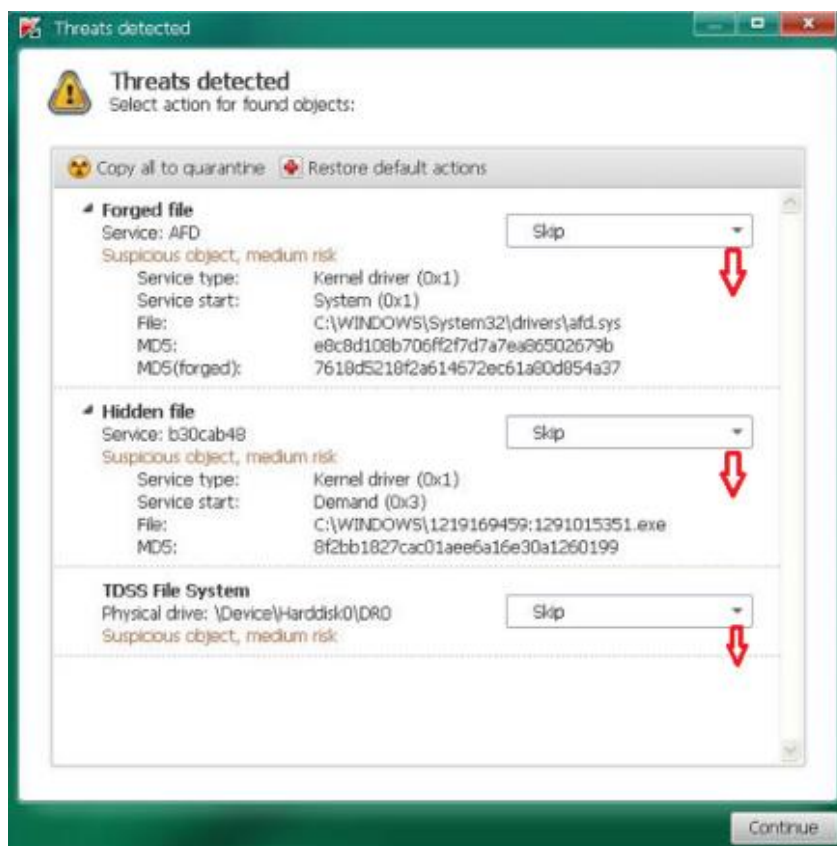 Threats detected
Threats detected
Select action for found objects:
Copy all to quarantine Restore default actions
Forged file
Service: AFD
Skip
Suspicious object, medium risk
Service type: Kernel driver (0x1)
Service start: System (0x1)
File: C:\WINDOWS\System32\drivers\afd.sys
MD5: e8c8d108b706ff2f7d7a7ea86502679b
MD5(forged): 7618d5218f2a614672ec61a80d854a37
Hidden file
Service: b30cab48
Skip
Suspicious object, medium risk
Service type: Kernel driver (0x1)
Service start: Demand (0x3)
File: C:\WINDOWS\1219169459:1291015351.exe
MD5: 8f2bb1827cac01aee6a16e30a1260199
TDSS File System
Physical drive: \Device\Harddisk0\DR0
Skip
Suspicious object, medium risk
Continue